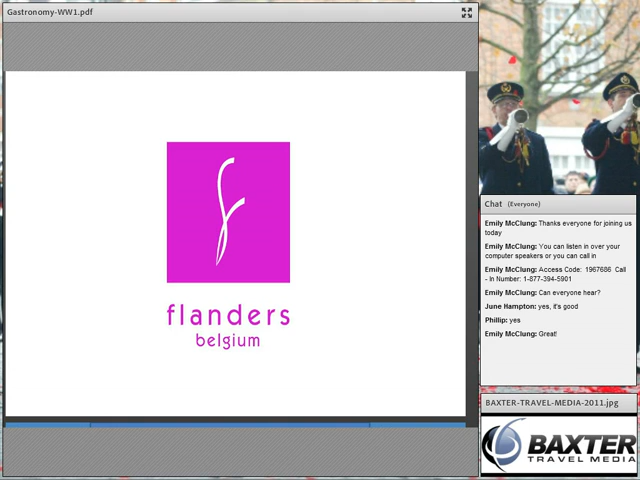 Gastronomy-WW1.pdf
flanders
belgium
Chat (Everyone)
Emily McClung: Thanks everyone for joining us
today
Emily McClung: You can listen in over your
computer speakers or you can call in
Emily McClung: Access Code: 1967686 Call
- In Number: 1-877-394-5901
Emily McClung: Can everyone hear?
June Hampton: yes, it's good
Phillip: yes
Emily McClung: Great!
BAXTER-TRAVEL-MEDIA-2011.jpg
BAXTER
TRAVEL MEDIA